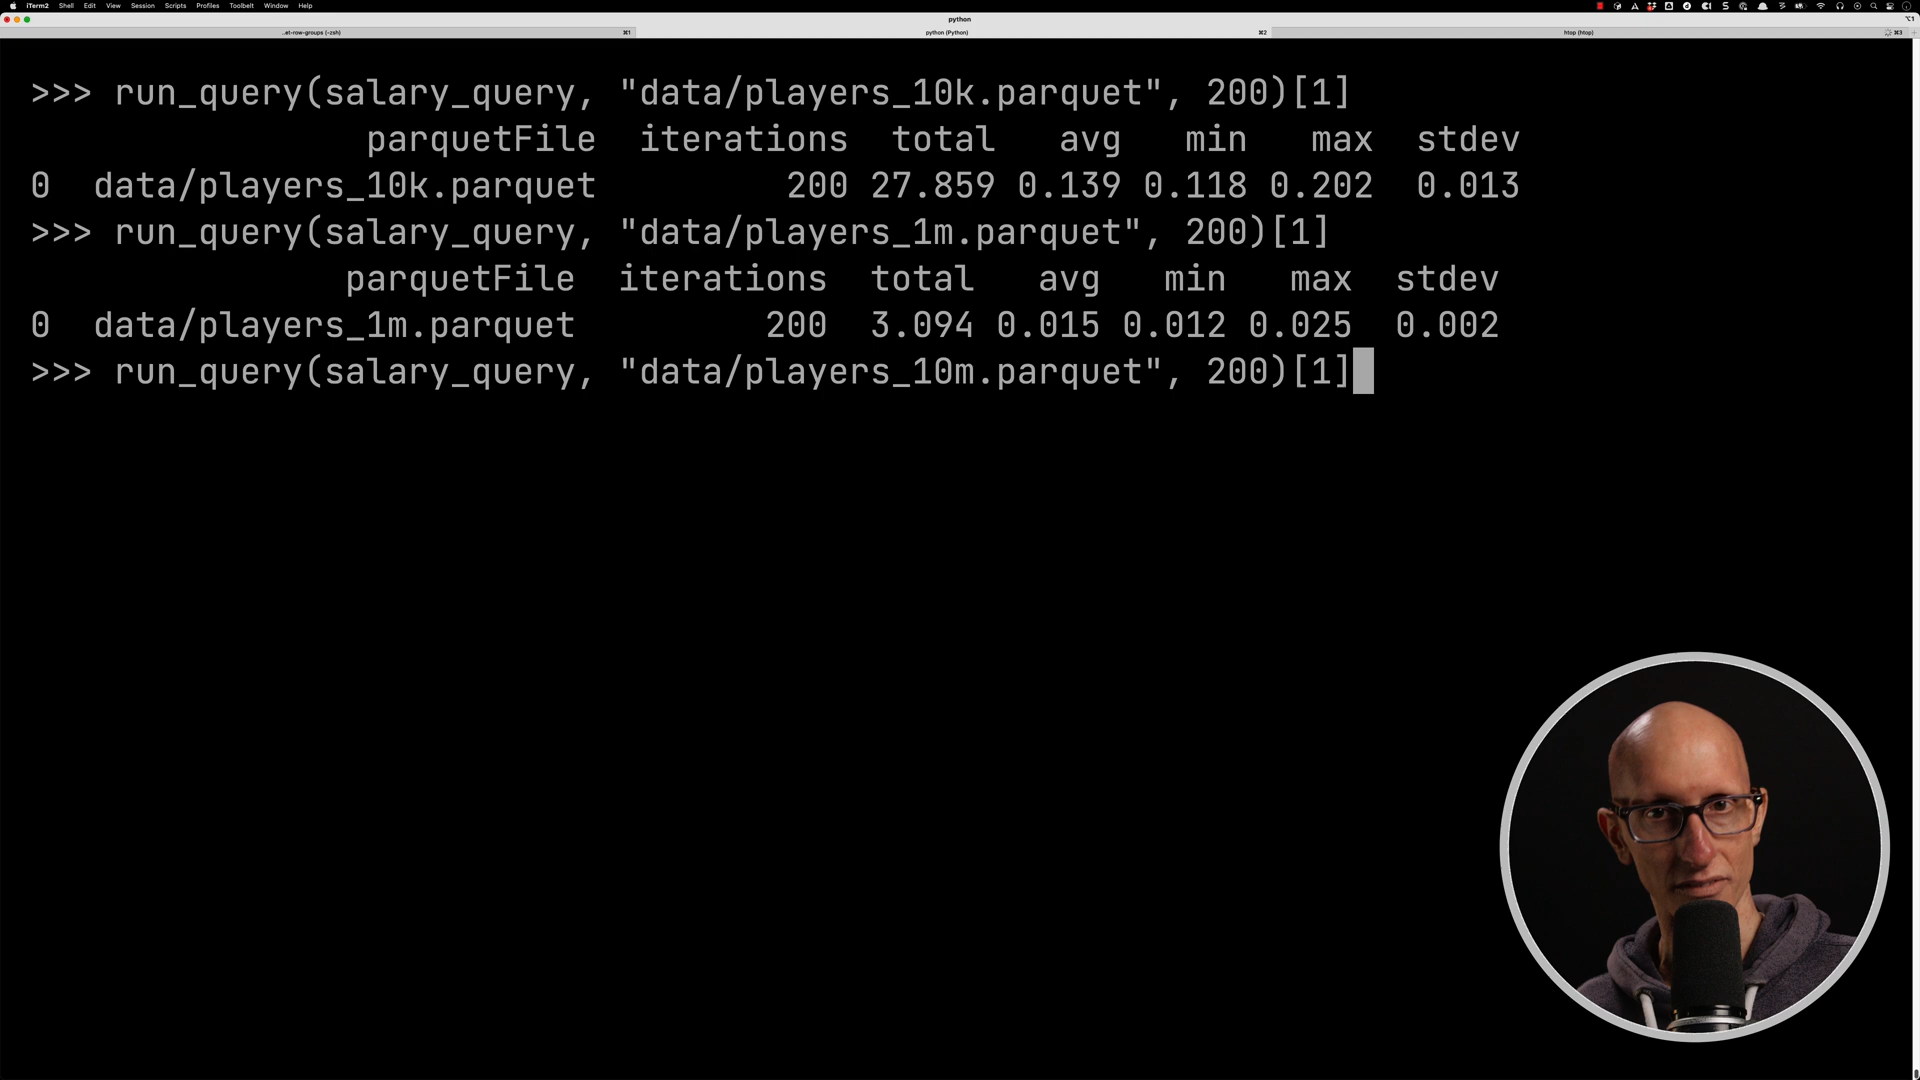 iTerm2 Shell Edit View Session Scripts Profiles Toolbelt Window Help
python
⌥1
..et-row-groups (-zsh) ⌘1 python (Python) ⌘2 htop (htop) ⌘3
>>> run_query(salary_query, "data/players_10k.parquet", 200)[1]
parquetFile iterations total avg min max stdev
0 data/players_10k.parquet 200 27.859 0.139 0.118 0.202 0.013
>>> run_query(salary_query, "data/players_1m.parquet", 200)[1]
parquetFile iterations total avg min max stdev
0 data/players_1m.parquet 200 3.094 0.015 0.012 0.025 0.002
>>> run_query(salary_query, "data/players_10m.parquet", 200)[1]